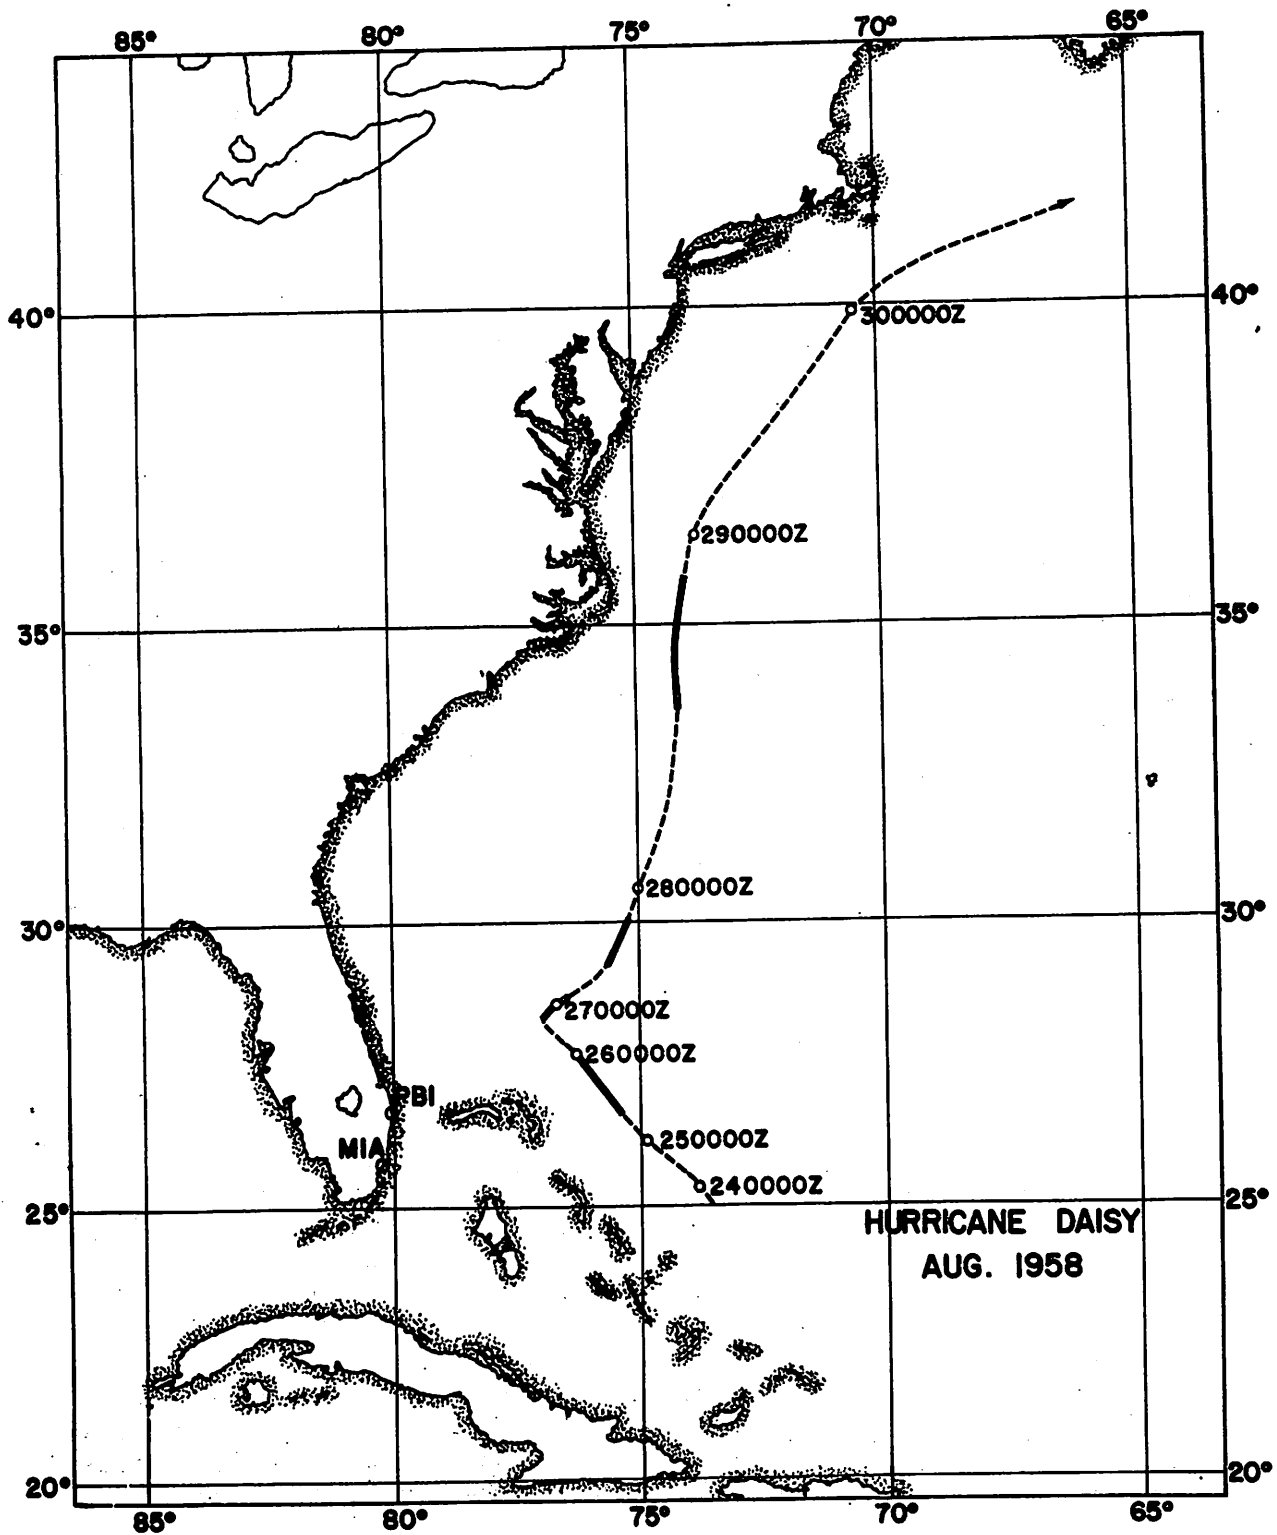 85° 80° 75° 70° 65°
40° 40°
300000Z
290000Z
35° 35°
280000Z
30° 30°
270000Z
260000Z
PBI
MIA
250000Z
240000Z
25° 25°
HURRICANE DAISY
AUG. 1958
20° 20°
85° 80° 75° 70° 65°